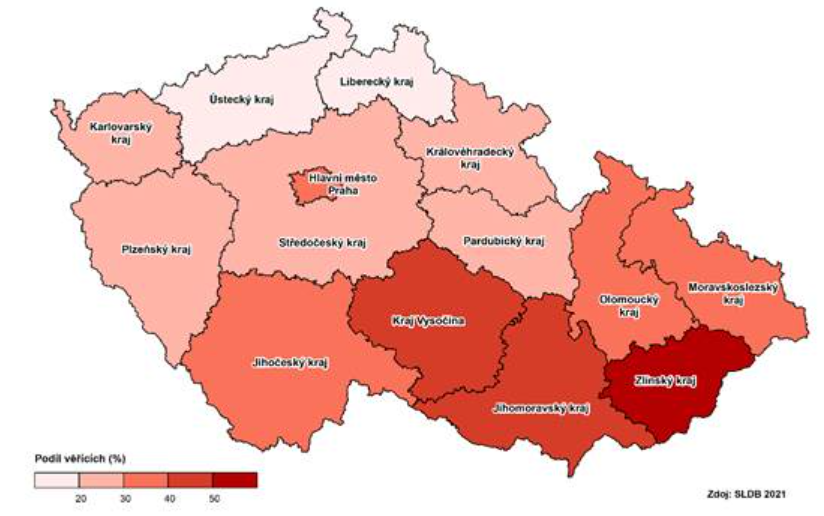 Liberecký kraj
Ústecký kraj
Karlovarský
kraj
Královéhradecký
kraj
Hlavní město
Praha
Středočeský kraj
Pardubický kraj
Plzeňský kraj
Moravskoslezský
kraj
Olomoucký
kraj
Kraj Vysočina
Jihočeský kraj
Zlínský kraj
Jihomoravský kraj
Podíl věřících (%)
20 30 40 50
Zdoj: SLDB 2021